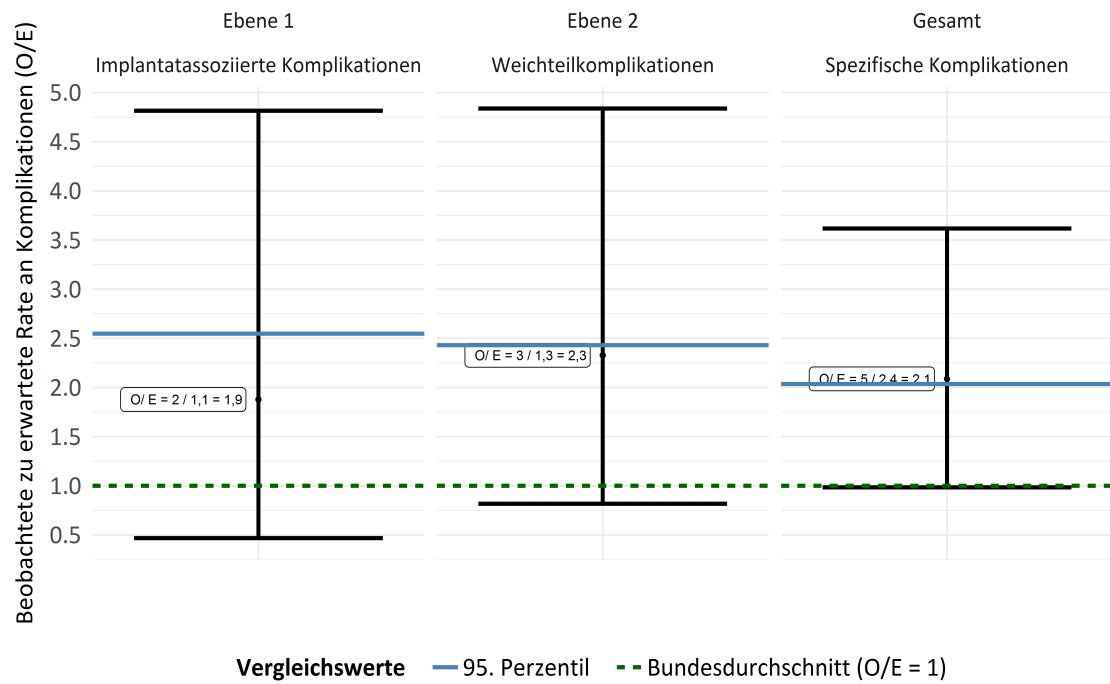 Ebene 1
Ebene 2
Gesamt
Implantatassoziierte Komplikationen
Weichteilkomplikationen
Spezifische Komplikationen
Beobachtete zu erwartete Rate an Komplikationen (O/E)
5.0
4.5
4.0
3.5
3.0
2.5
2.0
1.5
1.0
0.5
O/ E = 2 / 1,1 = 1,9
O/ E = 3 / 1,3 = 2,3
O/ E = 5 / 2,4 = 2,1
Vergleichswerte 95. Perzentil Bundesdurchschnitt (O/E = 1)